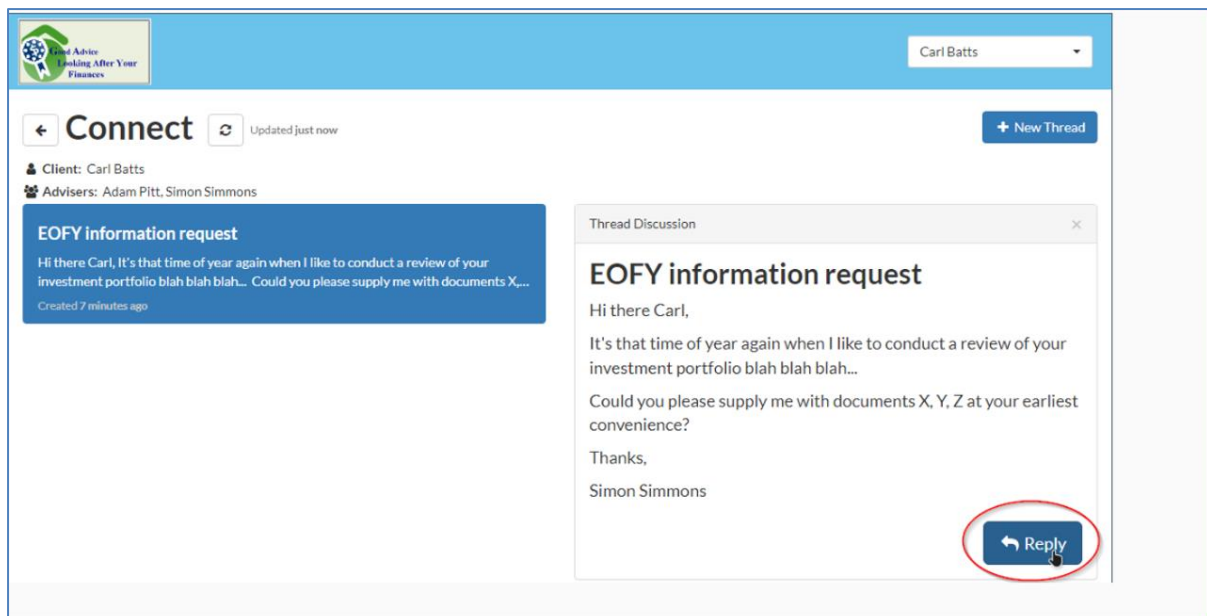 Good Advice
Looking After Your
Finances
Carl Batts
Connect
Updated just now
+ New Thread
Client: Carl Batts
Advisers: Adam Pitt, Simon Simmons
EOFY information request
Hi there Carl, It's that time of year again when I like to conduct a review of your
investment portfolio blah blah blah... Could you please supply me with documents X,...
Created 7 minutes ago
Thread Discussion
×
EOFY information request
Hi there Carl,
It's that time of year again when I like to conduct a review of your
investment portfolio blah blah blah...
Could you please supply me with documents X, Y, Z at your earliest
convenience?
Thanks,
Simon Simmons
Reply